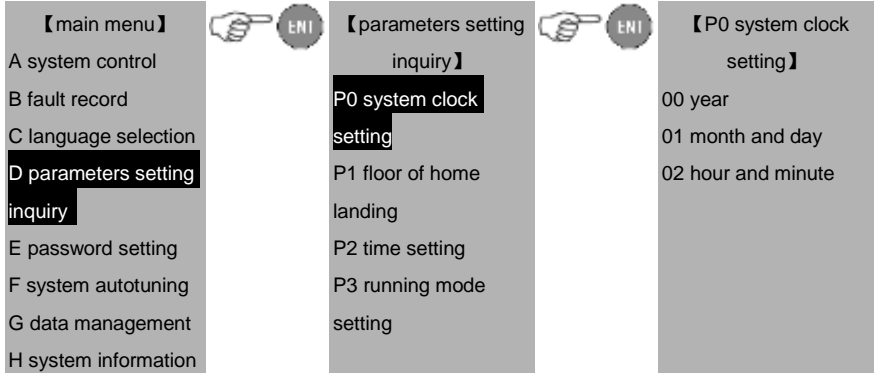 【main menu】
A system control
B fault record
C language selection
D parameters setting
inquiry
E password setting
F system autotuning
G data management
H system information
ENT
【parameters setting
inquiry】
P0 system clock
setting
P1 floor of home
landing
P2 time setting
P3 running mode
setting
ENT
【P0 system clock
setting】
00 year
01 month and day
02 hour and minute